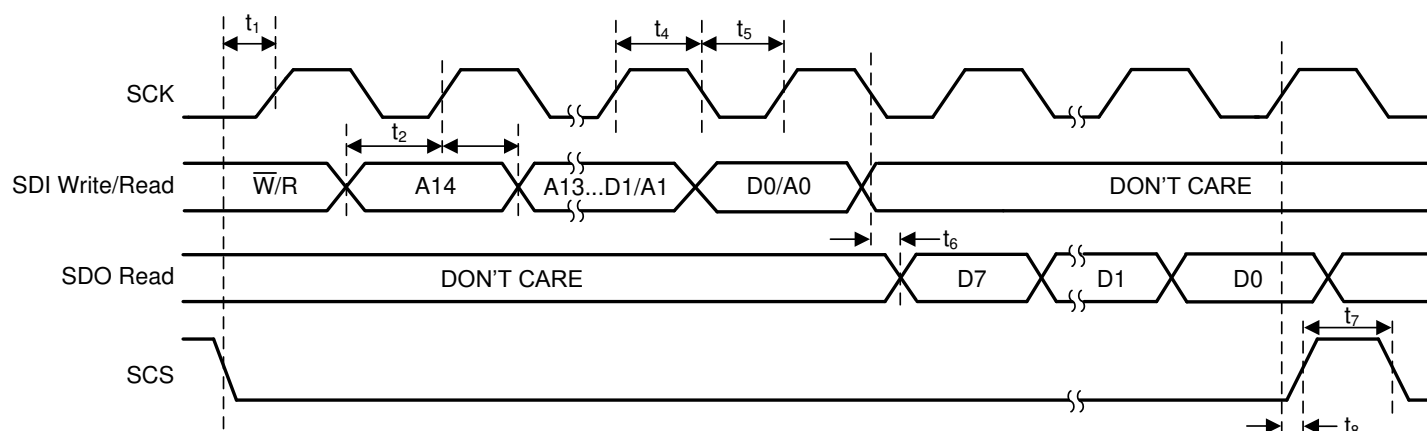 t₁ t₄ t₅
SCK
t₂
SDI Write/Read W̅/R A14 A13...D1/A1 D0/A0 DON'T CARE
t₆
SDO Read DON'T CARE D7 D1 D0
t₇
SCS
t₈